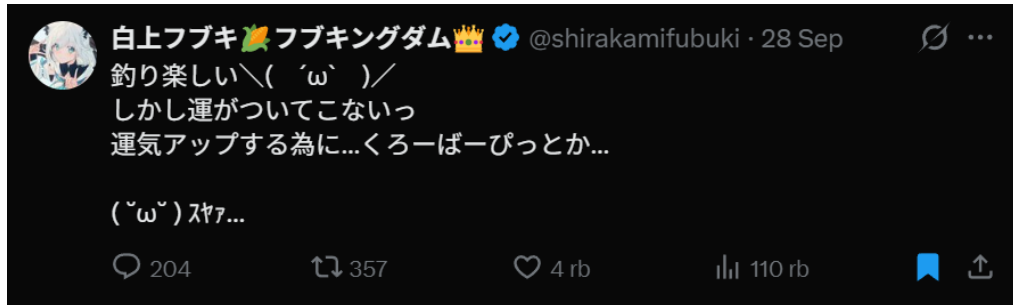 白上フブキ🌽フブキングダム👑 @shirakamifubuki · 28 Sep
釣り楽しい＼( ´ω` )／
しかし運がついてこないっ
運気アップする為に...くろーばーぴっとか...
( ˘ω˘ ) ｽﾔｧ...
204 357 4 rb 110 rb